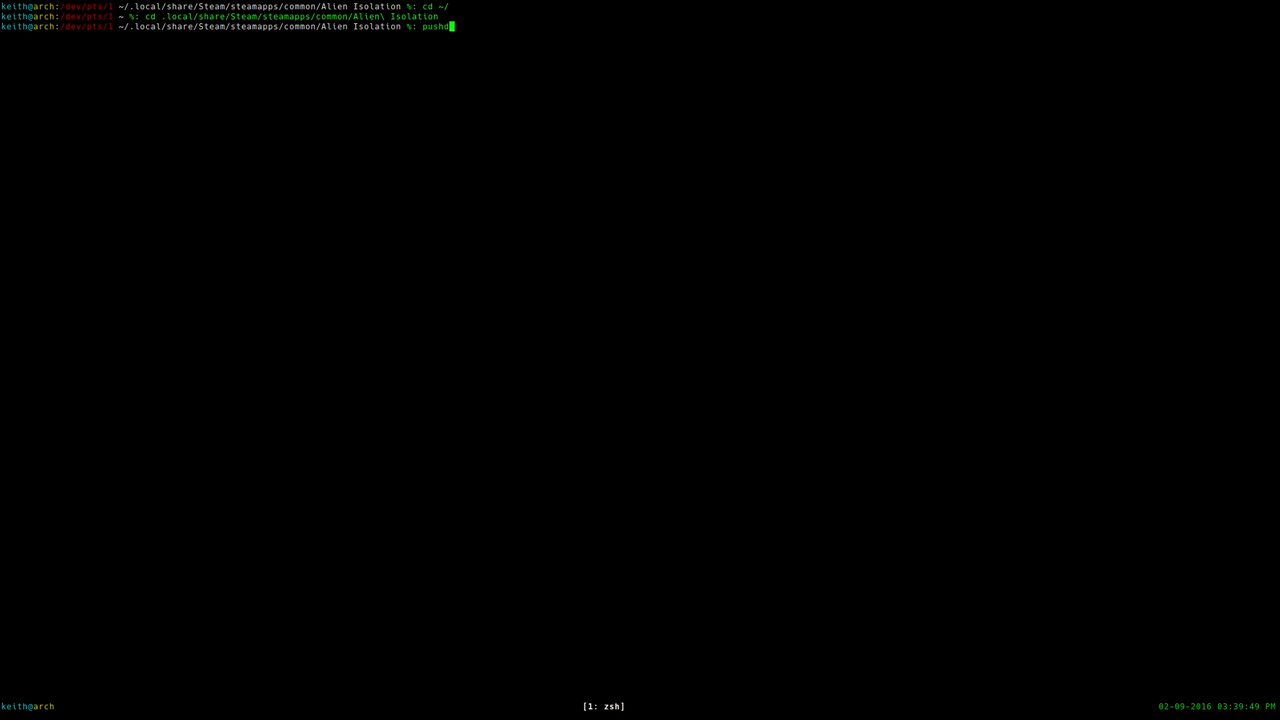 keith@arch:/dev/pts/1 ~/.local/share/Steam/steamapps/common/Alien Isolation %: cd ~/
keith@arch:/dev/pts/1 ~ %: cd .local/share/Steam/steamapps/common/Alien\ Isolation
keith@arch:/dev/pts/1 ~/.local/share/Steam/steamapps/common/Alien Isolation %: pushd
keith@arch [1: zsh] 02-09-2016 03:39:49 PM